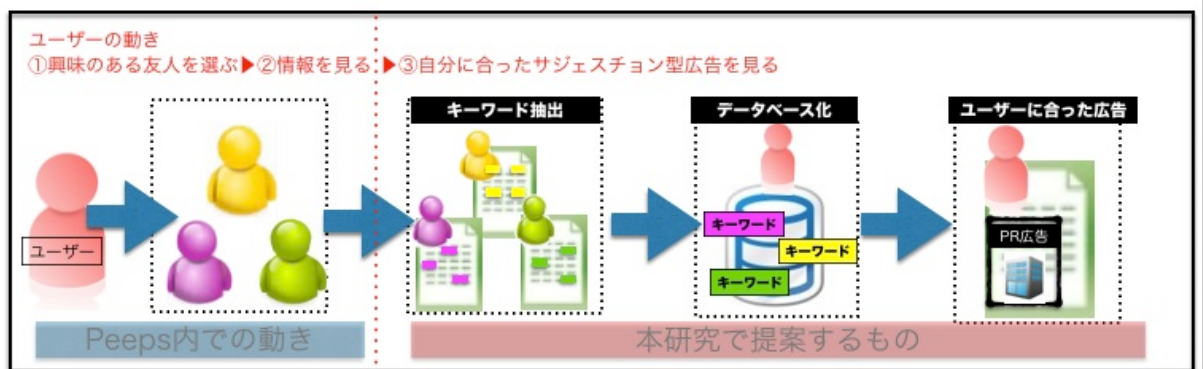 ユーザーの動き
①興味のある友人を選ぶ▶②情報を見る ▶③自分に合ったサジェスチョン型広告を見る
キーワード抽出
データベース化
ユーザーに合った広告
ユーザー
キーワード
キーワード
キーワード
PR広告
Peeps内での動き
本研究で提案するもの